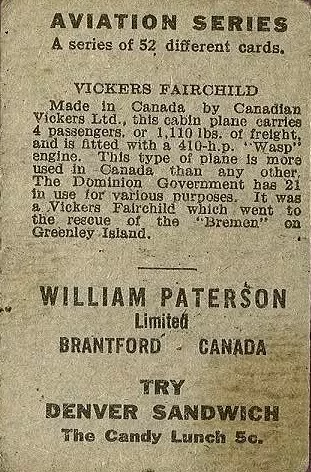 AVIATION SERIES
A series of 52 different cards.
VICKERS FAIRCHILD
Made in Canada by Canadian
Vickers Ltd., this cabin plane carries
4 passengers, or 1,110 lbs. of freight,
and is fitted with a 410-h.p. "Wasp"
engine. This type of plane is more
used in Canada than any other.
The Dominion Government has 21
in use for various purposes. It was
a Vickers Fairchild which went to
the rescue of the "Bremen" on
Greenley Island.
WILLIAM PATERSON
Limited
BRANTFORD - CANADA
TRY
DENVER SANDWICH
The Candy Lunch 5c.